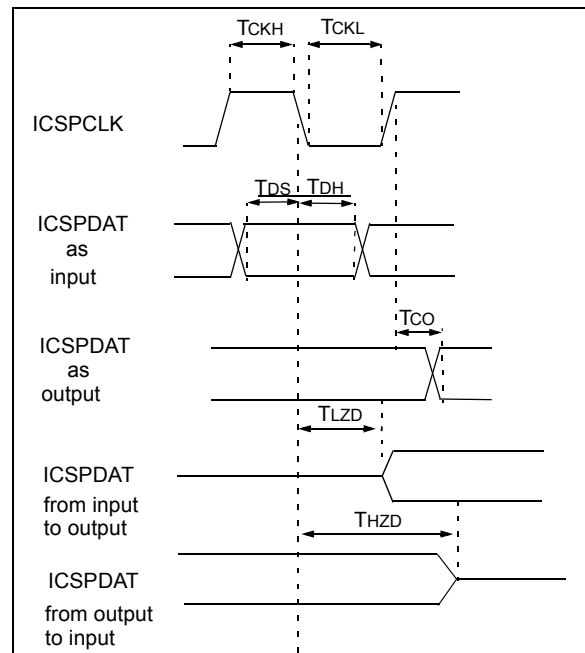 TCKH TCKL
ICSPCLK
TDS TDH
ICSPDAT
as
input
TCO
ICSPDAT
as
output
TLZD
ICSPDAT
from input
to output
THZD
ICSPDAT
from output
to input